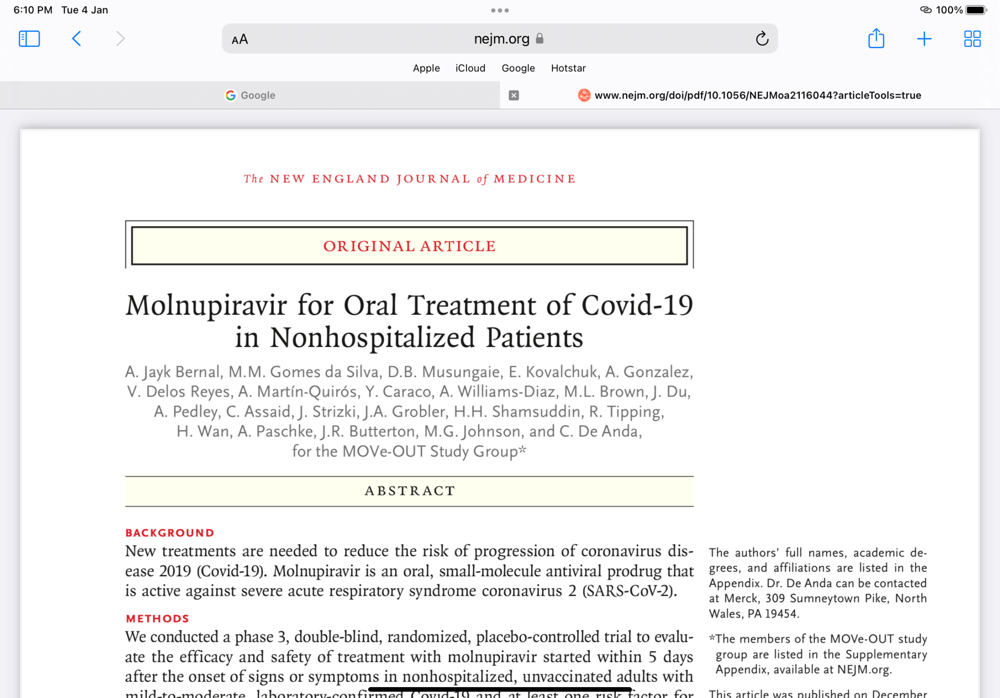 6:10 PM Tue 4 Jan
100%
AA
nejm.org
Apple iCloud Google Hotstar
Google
www.nejm.org/doi/pdf/10.1056/NEJMoa2116044?articleTools=true
The NEW ENGLAND JOURNAL of MEDICINE
ORIGINAL ARTICLE
Molnupiravir for Oral Treatment of Covid-19
in Nonhospitalized Patients
A. Jayk Bernal, M.M. Gomes da Silva, D.B. Musungaie, E. Kovalchuk, A. Gonzalez,
V. Delos Reyes, A. Martín-Quirós, Y. Caraco, A. Williams-Diaz, M.L. Brown, J. Du,
A. Pedley, C. Assaid, J. Strizki, J.A. Grobler, H.H. Shamsuddin, R. Tipping,
H. Wan, A. Paschke, J.R. Butterton, M.G. Johnson, and C. De Anda,
for the MOVe-OUT Study Group*
ABSTRACT
BACKGROUND
New treatments are needed to reduce the risk of progression of coronavirus dis-
ease 2019 (Covid-19). Molnupiravir is an oral, small-molecule antiviral prodrug that
is active against severe acute respiratory syndrome coronavirus 2 (SARS-CoV-2).
METHODS
We conducted a phase 3, double-blind, randomized, placebo-controlled trial to evalu-
ate the efficacy and safety of treatment with molnupiravir started within 5 days
after the onset of signs or symptoms in nonhospitalized, unvaccinated adults with
mild-to-moderate, laboratory-confirmed Covid-19 and at least one risk factor for
The authors' full names, academic de-
grees, and affiliations are listed in the
Appendix. Dr. De Anda can be contacted
at Merck, 309 Sumneytown Pike, North
Wales, PA 19454.
*The members of the MOVe-OUT study
group are listed in the Supplementary
Appendix, available at NEJM.org.
This article was published on December